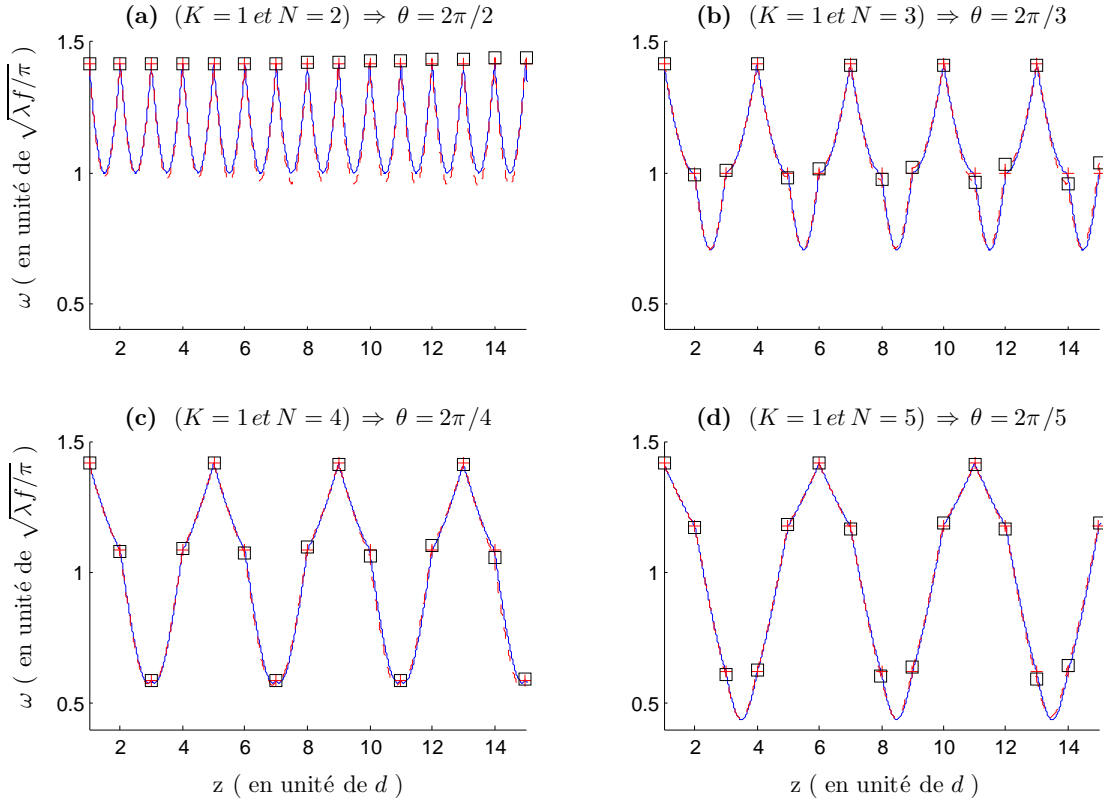 (a) (K = 1 et N = 2) ⇒ θ = 2π/2
(b) (K = 1 et N = 3) ⇒ θ = 2π/3
ω ( en unité de √λf/π)
1.5
1
0.5
2 4 6 8 10 12 14
1.5
1
0.5
2 4 6 8 10 12 14
(c) (K = 1 et N = 4) ⇒ θ = 2π/4
(d) (K = 1 et N = 5) ⇒ θ = 2π/5
ω ( en unité de √λf/π)
1.5
1
0.5
2 4 6 8 10 12 14
z ( en unité de d )
1.5
1
0.5
2 4 6 8 10 12 14
z ( en unité de d )